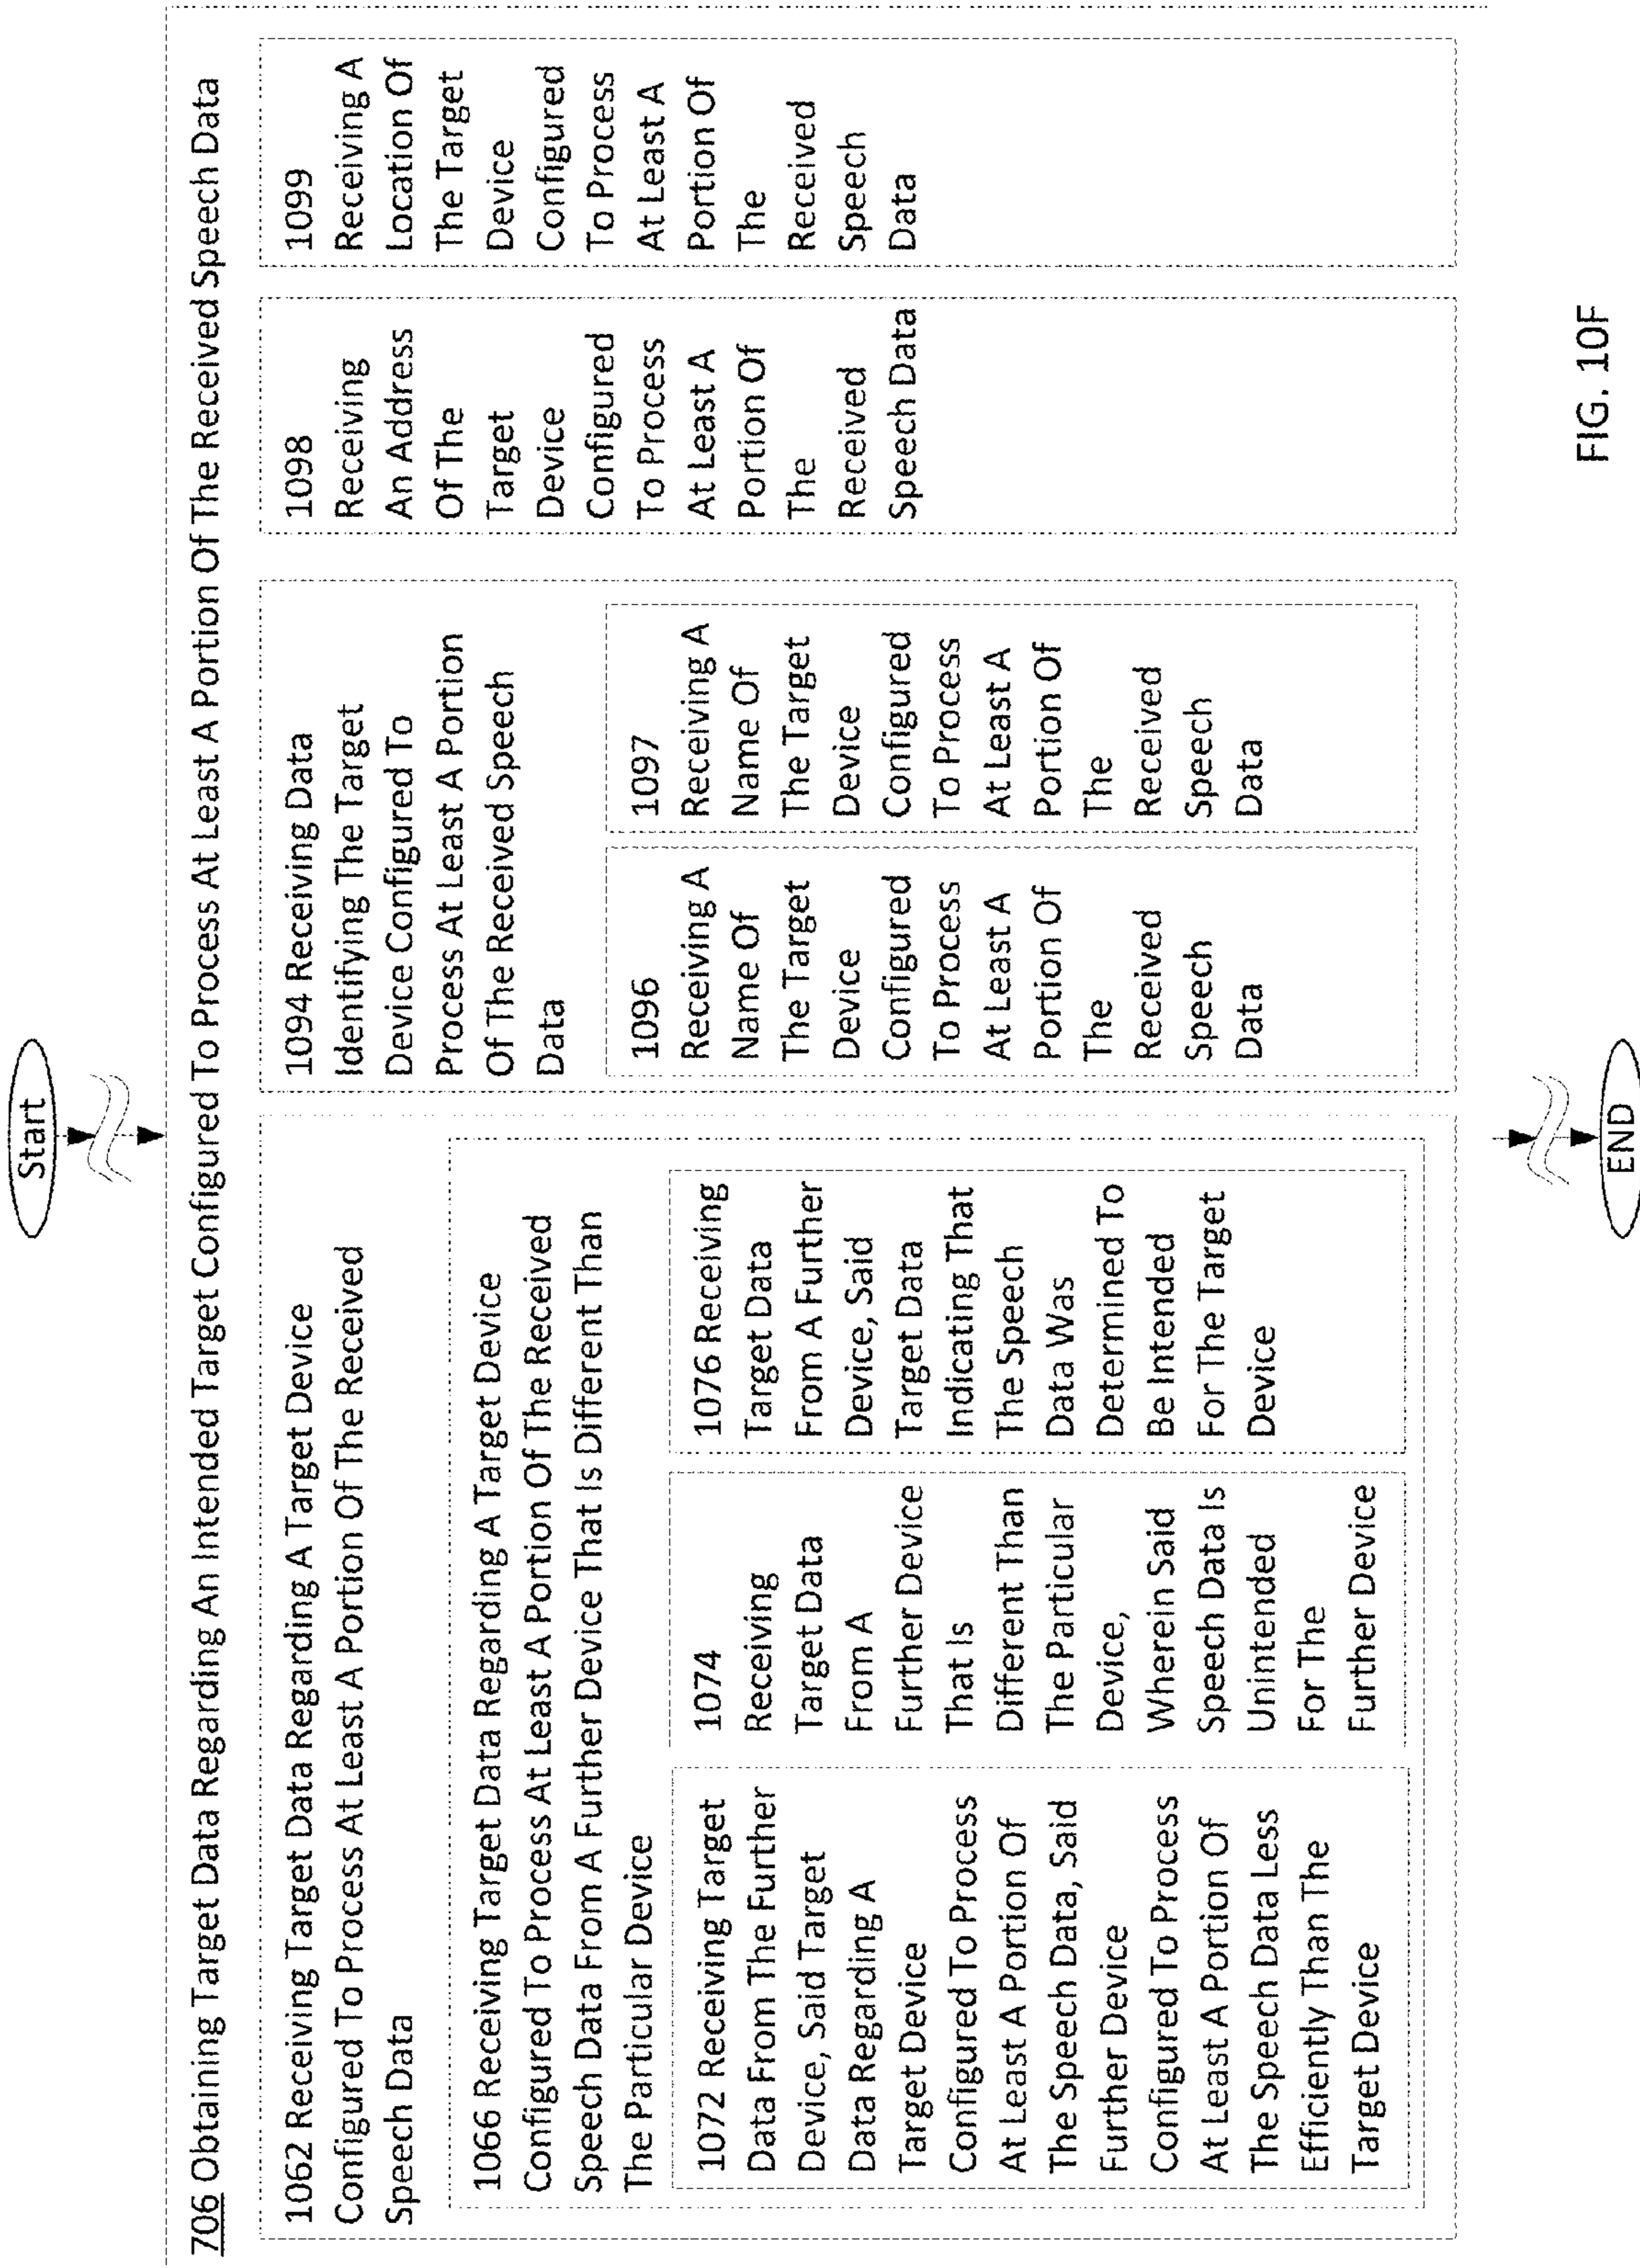 Start
706 Obtaining Target Data Regarding An Intended Target Configured To Process At Least A Portion Of The Received Speech Data
1062 Receiving Target Data Regarding A Target Device
Configured To Process At Least A Portion Of The Received
Speech Data
1066 Receiving Target Data Regarding A Target Device
Configured To Process At Least A Portion Of The Received
Speech Data From A Further Device That Is Different Than
The Particular Device
1072 Receiving Target
Data From The Further
Device, Said Target
Data Regarding A
Target Device
Configured To Process
At Least A Portion Of
The Speech Data, Said
Further Device
Configured To Process
At Least A Portion Of
The Speech Data Less
Efficiently Than The
Target Device
1074
Receiving
Target Data
From A
Further Device
That Is
Different Than
The Particular
Device,
Wherein Said
Speech Data Is
Unintended
For The
Further Device
1076 Receiving
Target Data
From A Further
Device, Said
Target Data
Indicating That
The Speech
Data Was
Determined To
Be Intended
For The Target
Device
1094 Receiving Data
Identifying The Target
Device Configured To
Process At Least A Portion
Of The Received Speech
Data
1096
Receiving A
Name Of
The Target
Device
Configured
To Process
At Least A
Portion Of
The
Received
Speech
Data
1097
Receiving A
Name Of
The Target
Device
Configured
To Process
At Least A
Portion Of
The
Received
Speech
Data
1098
Receiving
An Address
Of The
Target
Device
Configured
To Process
At Least A
Portion Of
The
Received
Speech Data
1099
Receiving A
Location Of
The Target
Device
Configured
To Process
At Least A
Portion Of
The
Received
Speech
Data
END
FIG. 10F